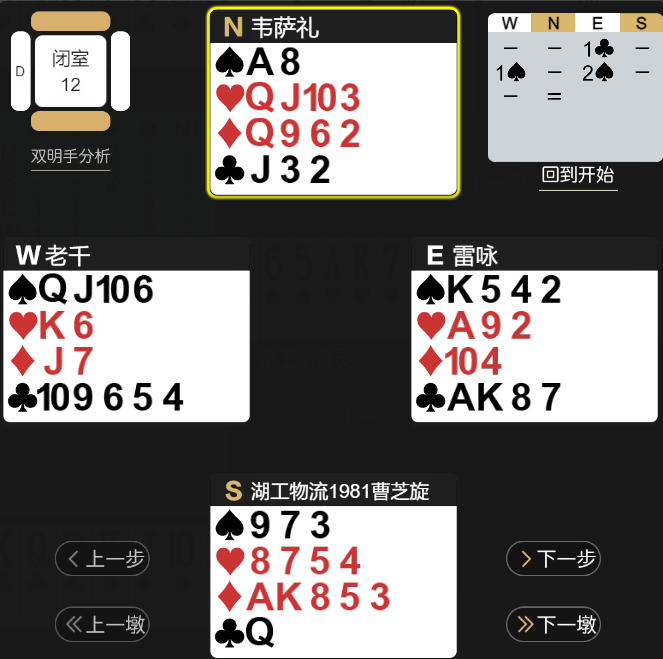 N 韦萨礼
♠A 8
♥Q J 10 3
♦Q 9 6 2
♣J 3 2
D
闭室
12
双明手分析
W N E S
– – 1♣ –
1♠ – 2♠ –
– =
回到开始
W 老千
♠Q J 10 6
♥K 6
♦J 7
♣10 9 6 5 4
E 雷咏
♠K 5 4 2
♥A 9 2
♦10 4
♣A K 8 7
S 湖工物流1981曹芝旋
♠9 7 3
♥8 7 5 4
♦A K 8 5 3
♣Q
上一步
下一步
上一墩
下一墩